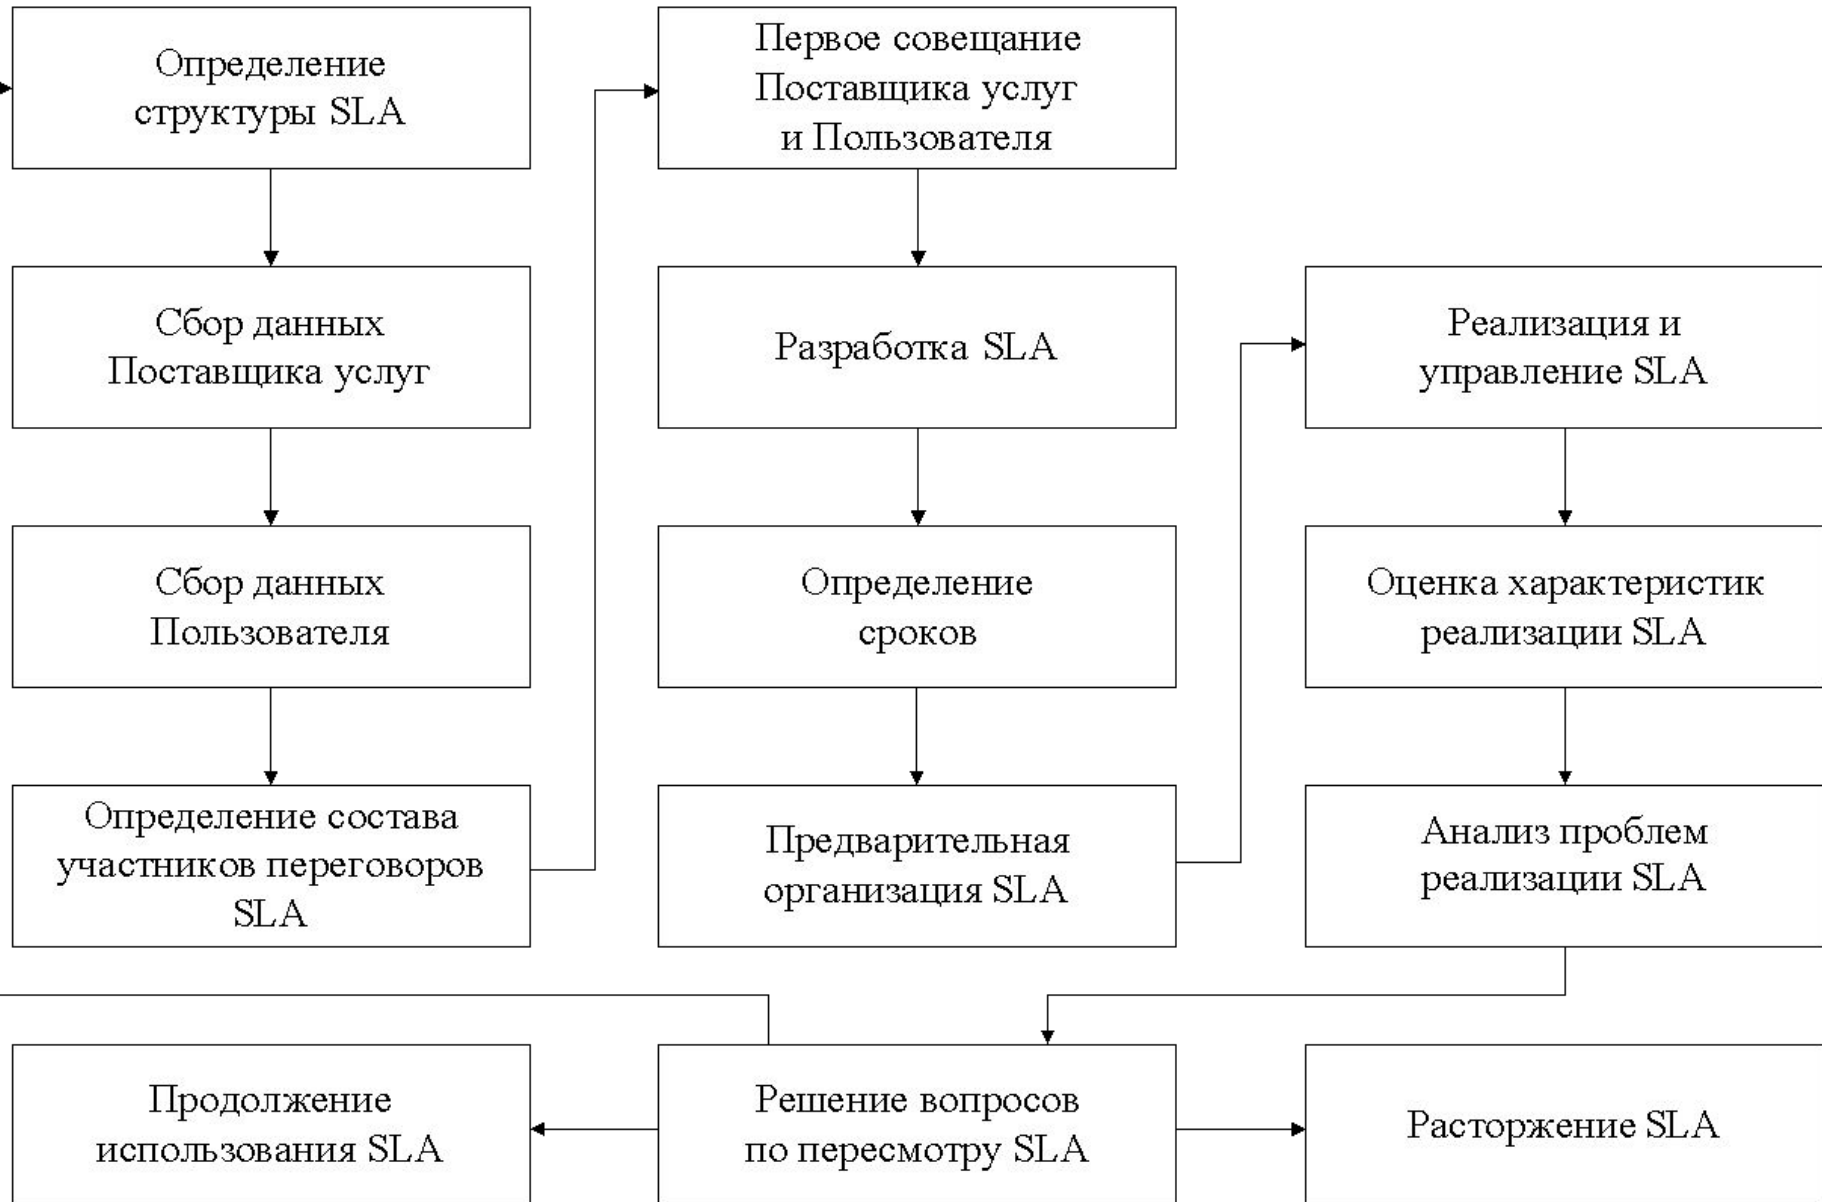 Определение
структуры SLA
Сбор данных
Поставщика услуг
Сбор данных
Пользователя
Определение состава
участников переговоров
SLA
Первое совещание
Поставщика услуг
и Пользователя
Разработка SLA
Определение
сроков
Предварительная
организация SLA
Реализация и
управление SLA
Оценка характеристик
реализации SLA
Анализ проблем
реализации SLA
Решение вопросов
по пересмотру SLA
Продолжение
использования SLA
Расторжение SLA